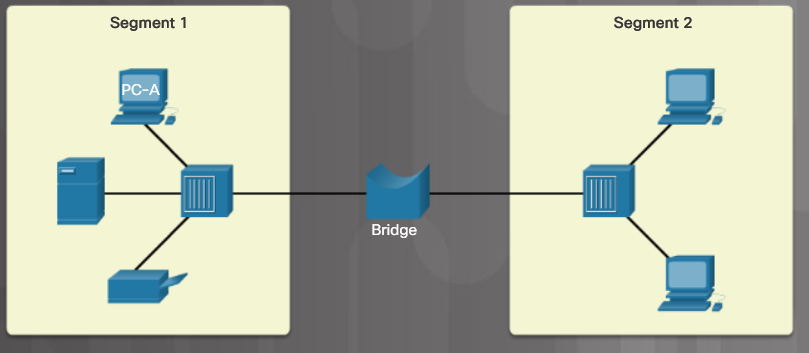 Segment 1
Segment 2
PC-A
Bridge